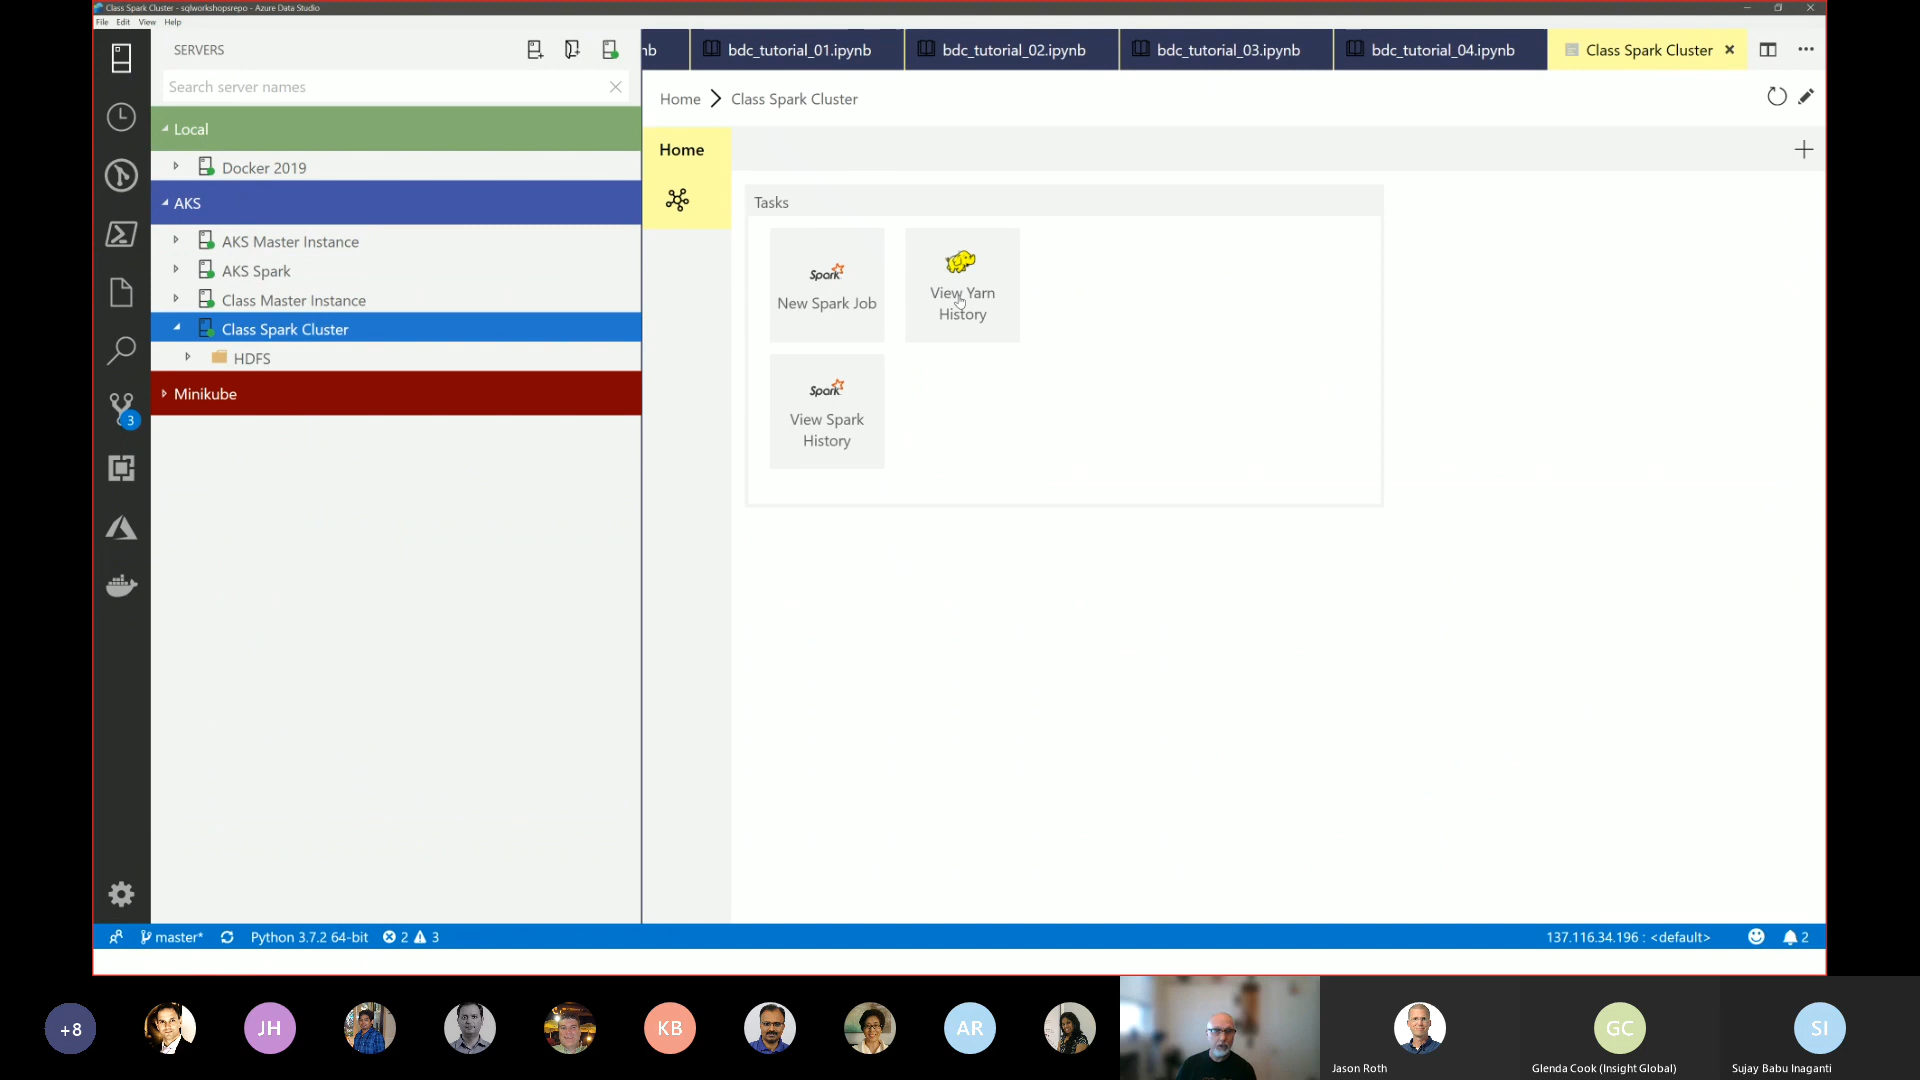 Class Spark Cluster - sqlworkshopsrepo - Azure Data Studio
File Edit View Help
SERVERS
Search server names
Local
Docker 2019
AKS
AKS Master Instance
AKS Spark
Class Master Instance
Class Spark Cluster
HDFS
Minikube
3
nb
bdc_tutorial_01.ipynb
bdc_tutorial_02.ipynb
bdc_tutorial_03.ipynb
bdc_tutorial_04.ipynb
Class Spark Cluster
Home > Class Spark Cluster
Home
Tasks
Spark
New Spark Job
View Yarn
History
Spark
View Spark
History
master* Python 3.7.2 64-bit 2 3
137.116.34.196 : <default> 2
+8
JH
KB
AR
Jason Roth
GC
Glenda Cook (Insight Global)
SI
Sujay Babu Inaganti